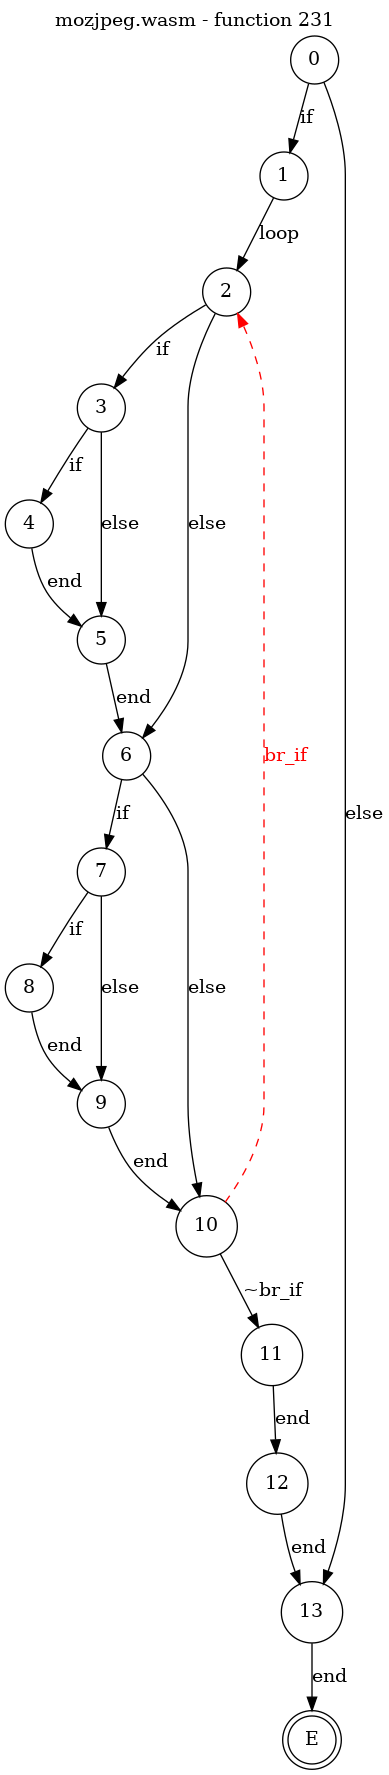 mozjpeg.wasm - function 231
0
if
1
loop
2
if
3
if
4
else
else
end
5
end
br_if
6
else
if
7
if
8
else
else
end
9
end
10
~br_if
11
end
12
end
13
end
E